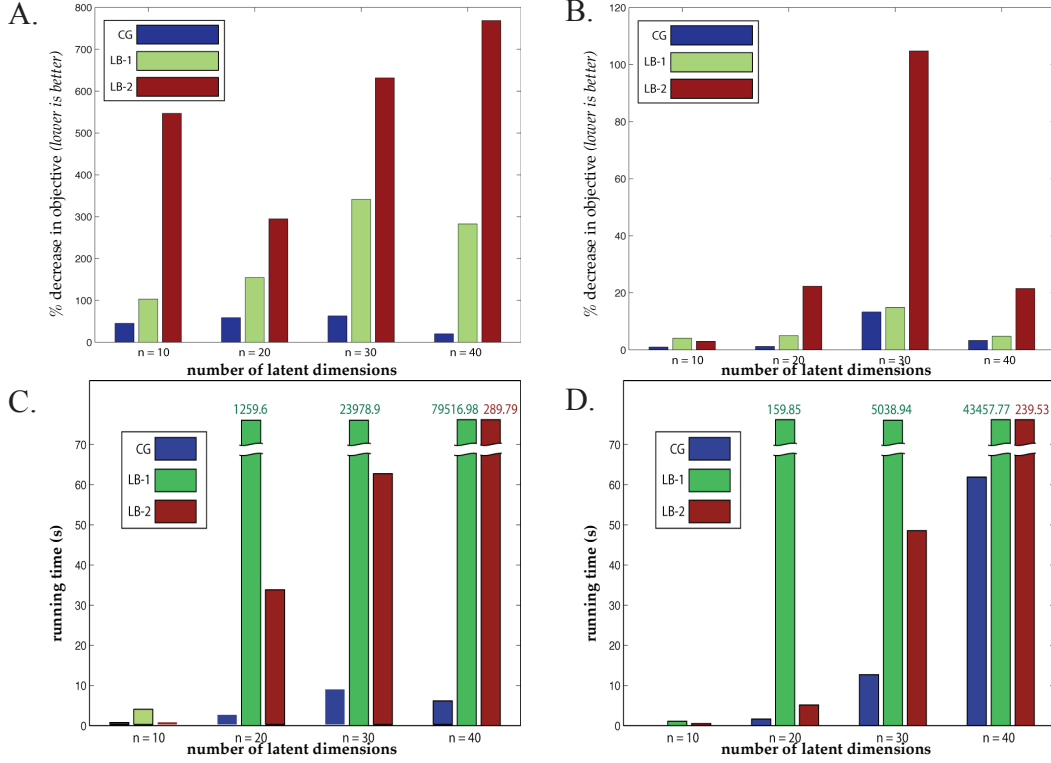 A.
% decrease in objective (lower is better)
800
700
600
500
400
300
200
100
0
CG
LB-1
LB-2
n = 10
n = 20
n = 30
n = 40
number of latent dimensions
B.
% decrease in objective (lower is better)
120
100
80
60
40
20
0
CG
LB-1
LB-2
n = 10
n = 20
n = 30
n = 40
number of latent dimensions
C.
running time (s)
70
60
50
40
30
20
10
0
CG
LB-1
LB-2
1259.6
23978.9
79516.98
289.79
n = 10
n = 20
n = 30
n = 40
number of latent dimensions
D.
running time (s)
70
60
50
40
30
20
10
0
CG
LB-1
LB-2
159.85
5038.94
43457.77
239.53
n = 10
n = 20
n = 30
n = 40
number of latent dimensions